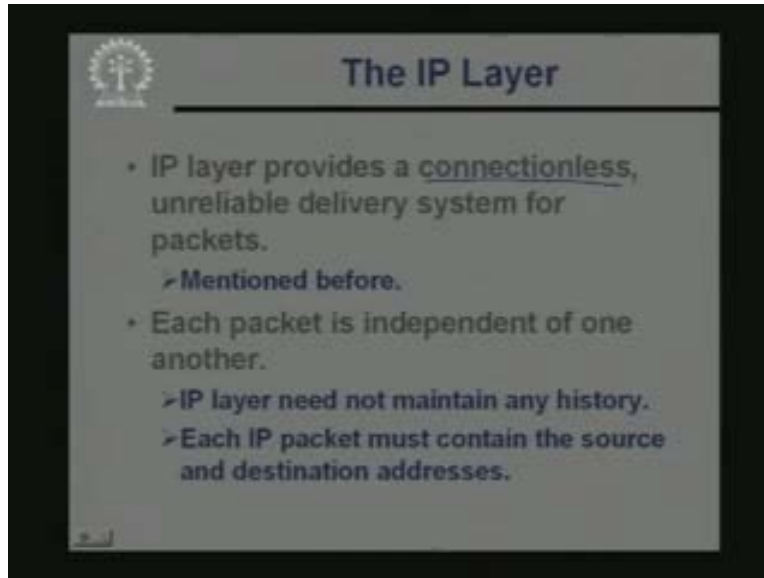 The IP Layer
• IP layer provides a connectionless,
unreliable delivery system for
packets.
➢Mentioned before.
• Each packet is independent of one
another.
➢IP layer need not maintain any history.
➢Each IP packet must contain the source
and destination addresses.